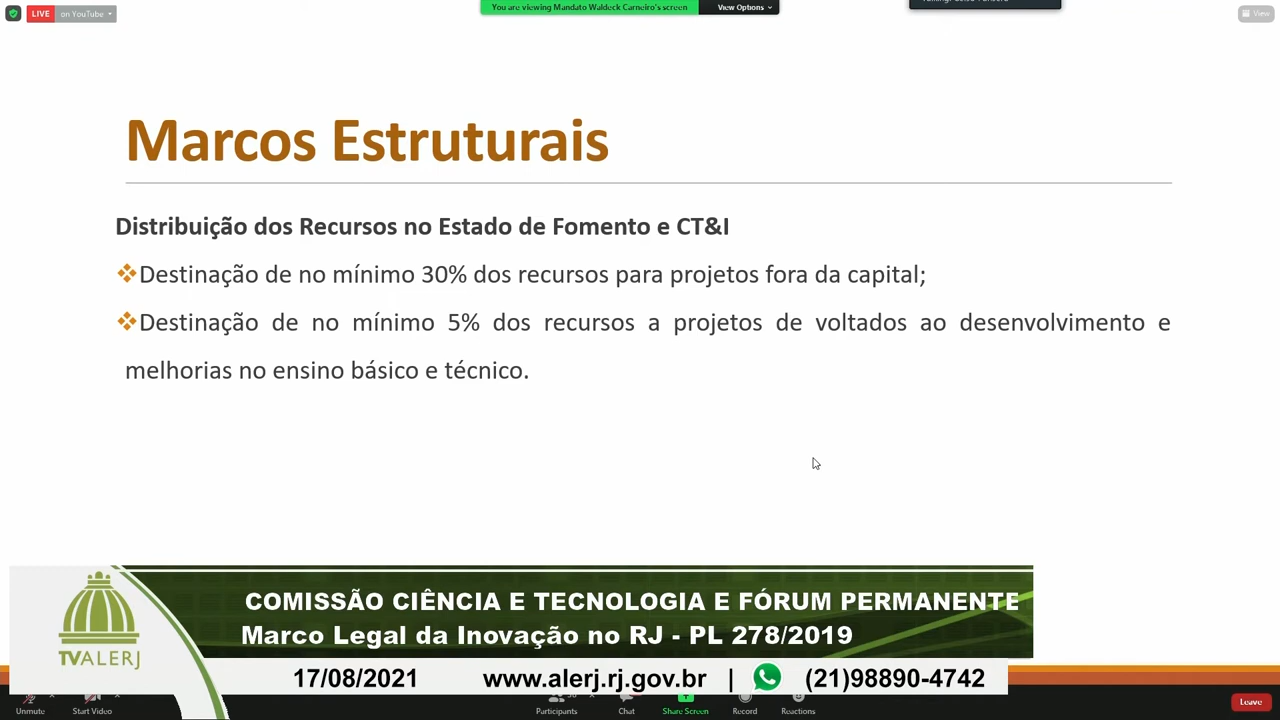 LIVE on YouTube
You are viewing Mandato Waldeck Carneiro's screen View Options
View
Marcos Estruturais
Distribuição dos Recursos no Estado de Fomento e CT&I
❖Destinação de no mínimo 30% dos recursos para projetos fora da capital;
❖Destinação de no mínimo 5% dos recursos a projetos de voltados ao desenvolvimento e
melhorias no ensino básico e técnico.
COMISSÃO CIÊNCIA E TECNOLOGIA E FÓRUM PERMANENTE
Marco Legal da Inovação no RJ - PL 278/2019
TVALERJ
17/08/2021 www.alerj.rj.gov.br | (21)98890-4742
Unmute Start Video Participants Chat Share Screen Record Reactions Leave